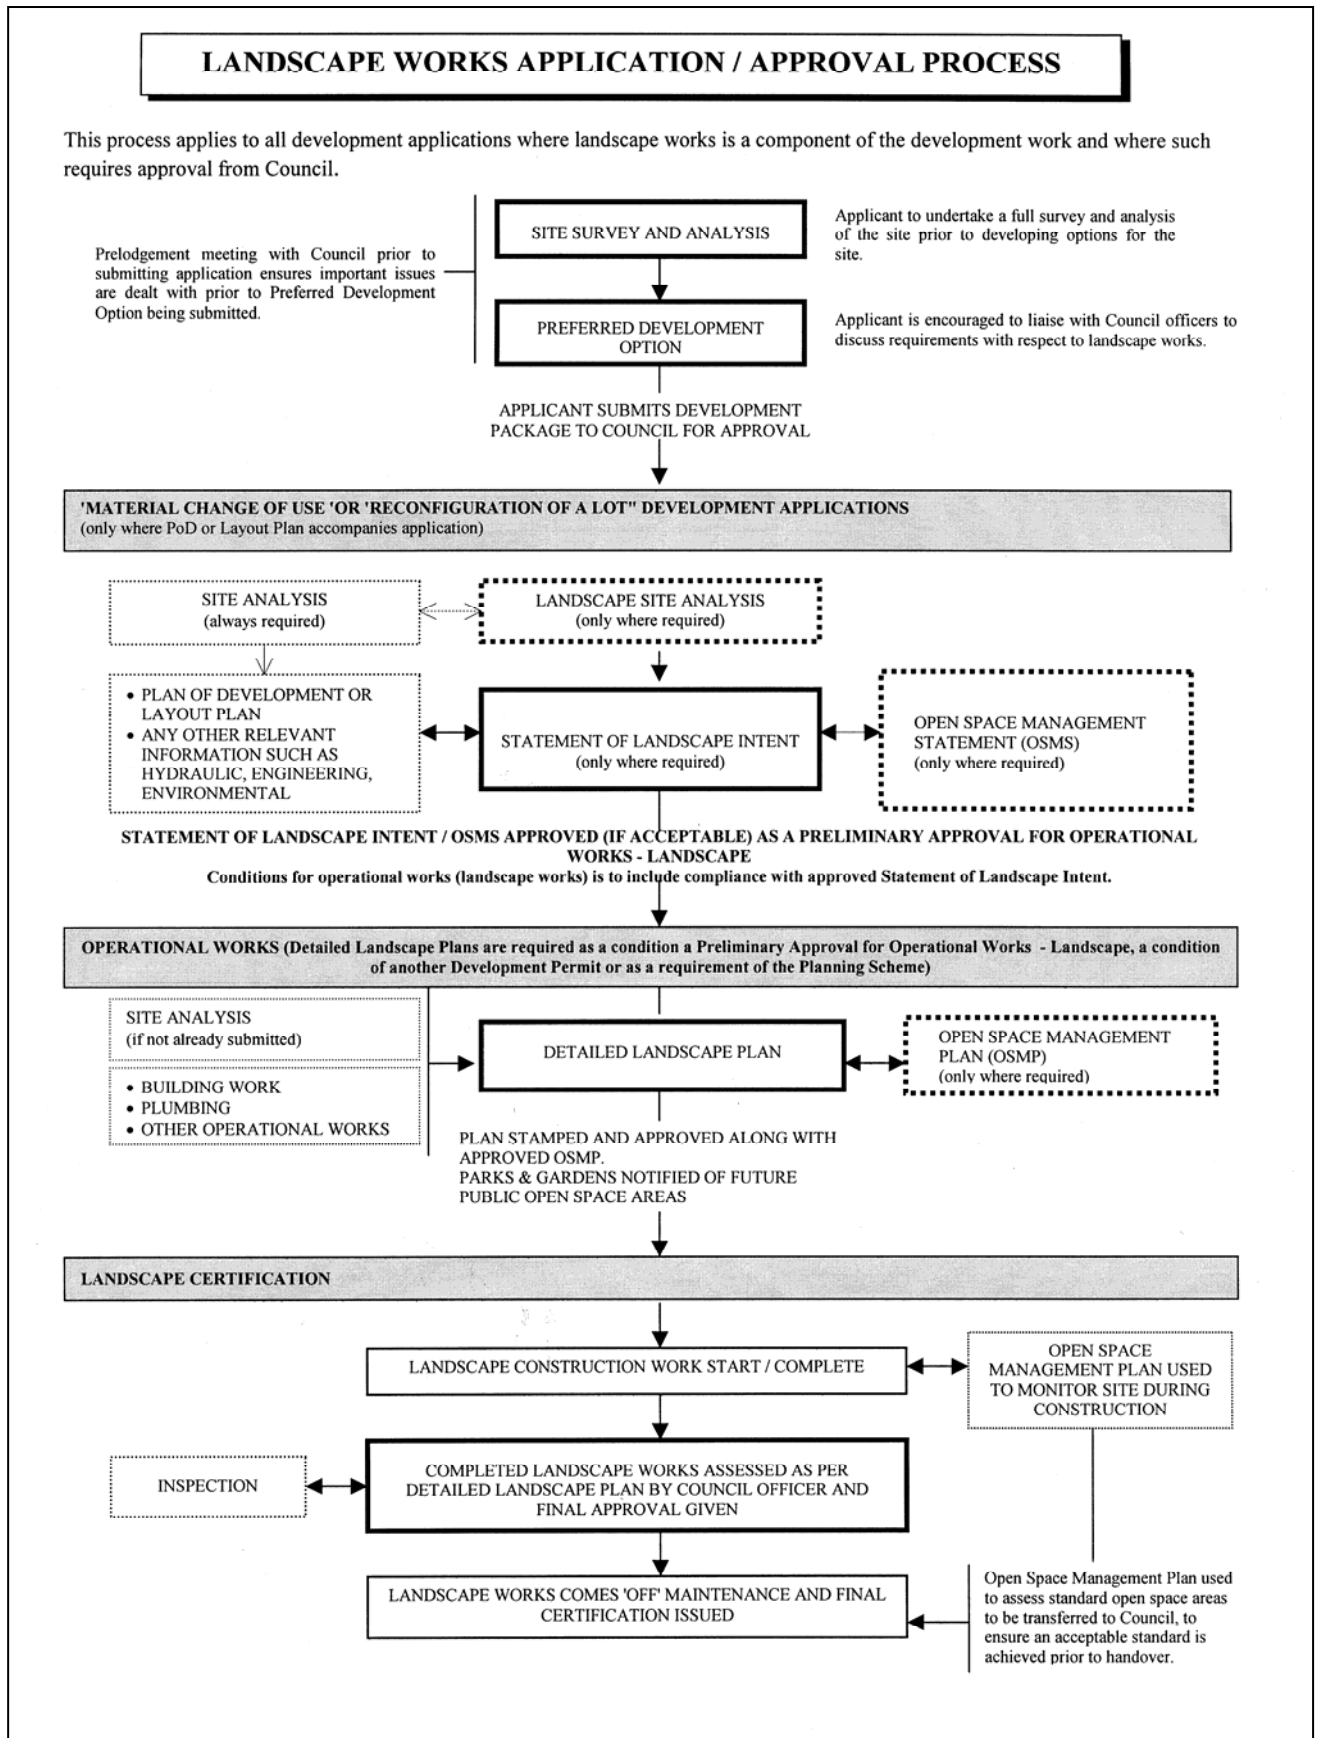 LANDSCAPE WORKS APPLICATION / APPROVAL PROCESS
This process applies to all development applications where landscape works is a component of the development work and where such
requires approval from Council.
SITE SURVEY AND ANALYSIS
Applicant to undertake a full survey and analysis
of the site prior to developing options for the
site.
Prelodgement meeting with Council prior to
submitting application ensures important issues
are dealt with prior to Preferred Development
Option being submitted.
PREFERRED DEVELOPMENT
OPTION
Applicant is encouraged to liaise with Council officers to
discuss requirements with respect to landscape works.
APPLICANT SUBMITS DEVELOPMENT
PACKAGE TO COUNCIL FOR APPROVAL
'MATERIAL CHANGE OF USE 'OR 'RECONFIGURATION OF A LOT" DEVELOPMENT APPLICATIONS
(only where PoD or Layout Plan accompanies application)
SITE ANALYSIS
(always required)
LANDSCAPE SITE ANALYSIS
(only where required)
• PLAN OF DEVELOPMENT OR
LAYOUT PLAN
• ANY OTHER RELEVANT
INFORMATION SUCH AS
HYDRAULIC, ENGINEERING,
ENVIRONMENTAL
STATEMENT OF LANDSCAPE INTENT
(only where required)
OPEN SPACE MANAGEMENT
STATEMENT (OSMS)
(only where required)
STATEMENT OF LANDSCAPE INTENT / OSMS APPROVED (IF ACCEPTABLE) AS A PRELIMINARY APPROVAL FOR OPERATIONAL
WORKS - LANDSCAPE
Conditions for operational works (landscape works) is to include compliance with approved Statement of Landscape Intent.
OPERATIONAL WORKS (Detailed Landscape Plans are required as a condition a Preliminary Approval for Operational Works - Landscape, a condition
of another Development Permit or as a requirement of the Planning Scheme)
SITE ANALYSIS
(if not already submitted)
• BUILDING WORK
• PLUMBING
• OTHER OPERATIONAL WORKS
DETAILED LANDSCAPE PLAN
OPEN SPACE MANAGEMENT
PLAN (OSMP)
(only where required)
PLAN STAMPED AND APPROVED ALONG WITH
APPROVED OSMP.
PARKS & GARDENS NOTIFIED OF FUTURE
PUBLIC OPEN SPACE AREAS
LANDSCAPE CERTIFICATION
LANDSCAPE CONSTRUCTION WORK START / COMPLETE
OPEN SPACE
MANAGEMENT PLAN USED
TO MONITOR SITE DURING
CONSTRUCTION
INSPECTION
COMPLETED LANDSCAPE WORKS ASSESSED AS PER
DETAILED LANDSCAPE PLAN BY COUNCIL OFFICER AND
FINAL APPROVAL GIVEN
LANDSCAPE WORKS COMES 'OFF' MAINTENANCE AND FINAL
CERTIFICATION ISSUED
Open Space Management Plan used
to assess standard open space areas
to be transferred to Council, to
ensure an acceptable standard is
achieved prior to handover.